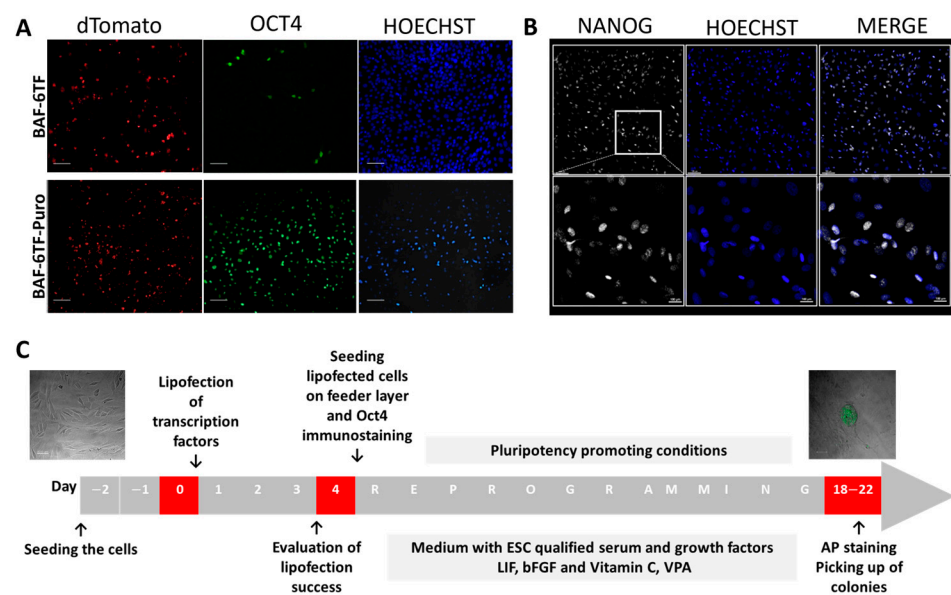 A
dTomato
OCT4
HOECHST
BAF-6TF
BAF-6TF-Puro
B
NANOG
HOECHST
MERGE
C
Lipofection
of
transcription
factors
Seeding
lipofected cells
on feeder layer
and Oct4
immunostaining
Pluripotency promoting conditions
Day
−2 −1 0 1 2 3 4 R E P R O G R A M M I N G 18−22
Seeding the cells
Evaluation of
lipofection
success
Medium with ESC qualified serum and growth factors
LIF, bFGF and Vitamin C, VPA
AP staining
Picking up of
colonies